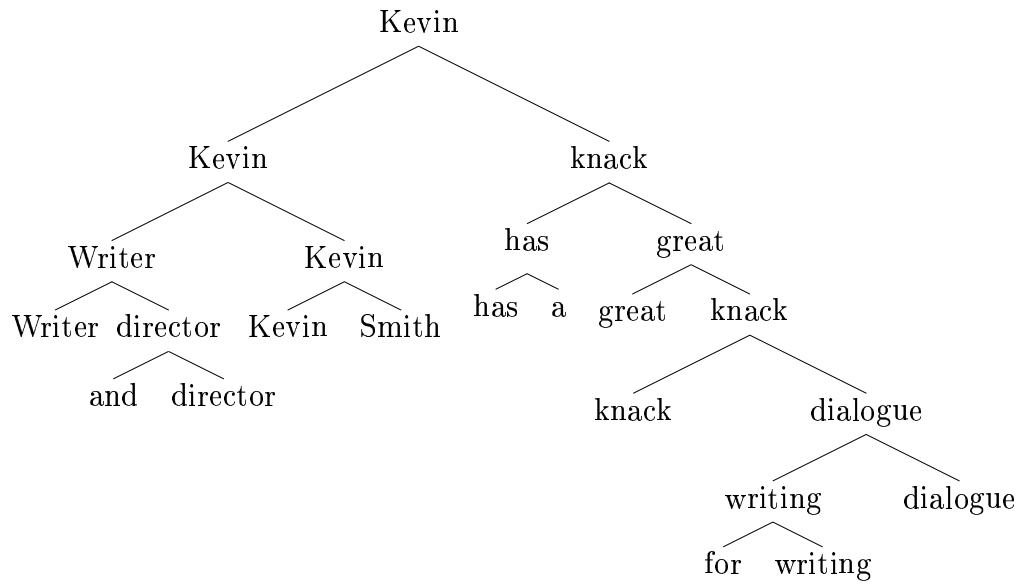 Kevin
Kevin knack
has great
Writer Kevin
has a great knack
Writer director Kevin Smith
and director knack dialogue
writing dialogue
for writing